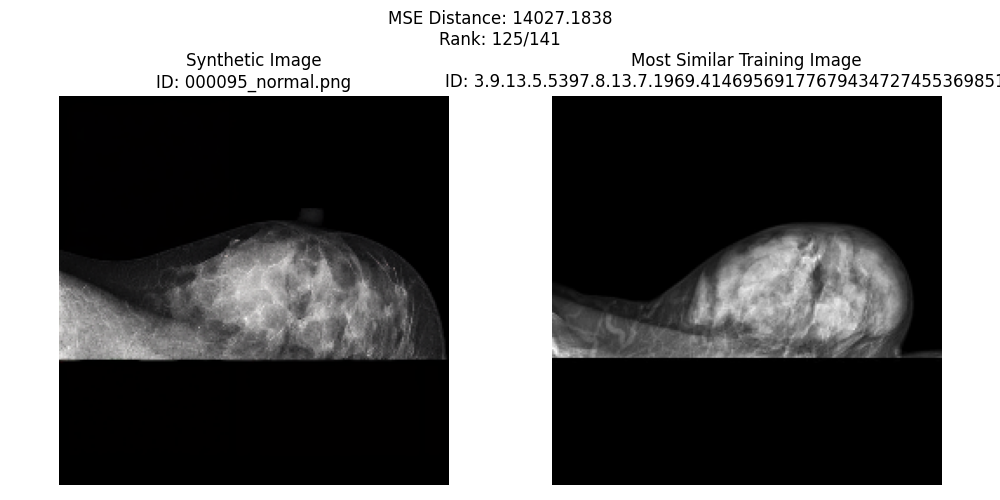 MSE Distance: 14027.1838
Rank: 125/141
Synthetic Image
ID: 000095_normal.png
Most Similar Training Image
ID: 3.9.13.5.5397.8.13.7.1969.41469569177679434727455369851